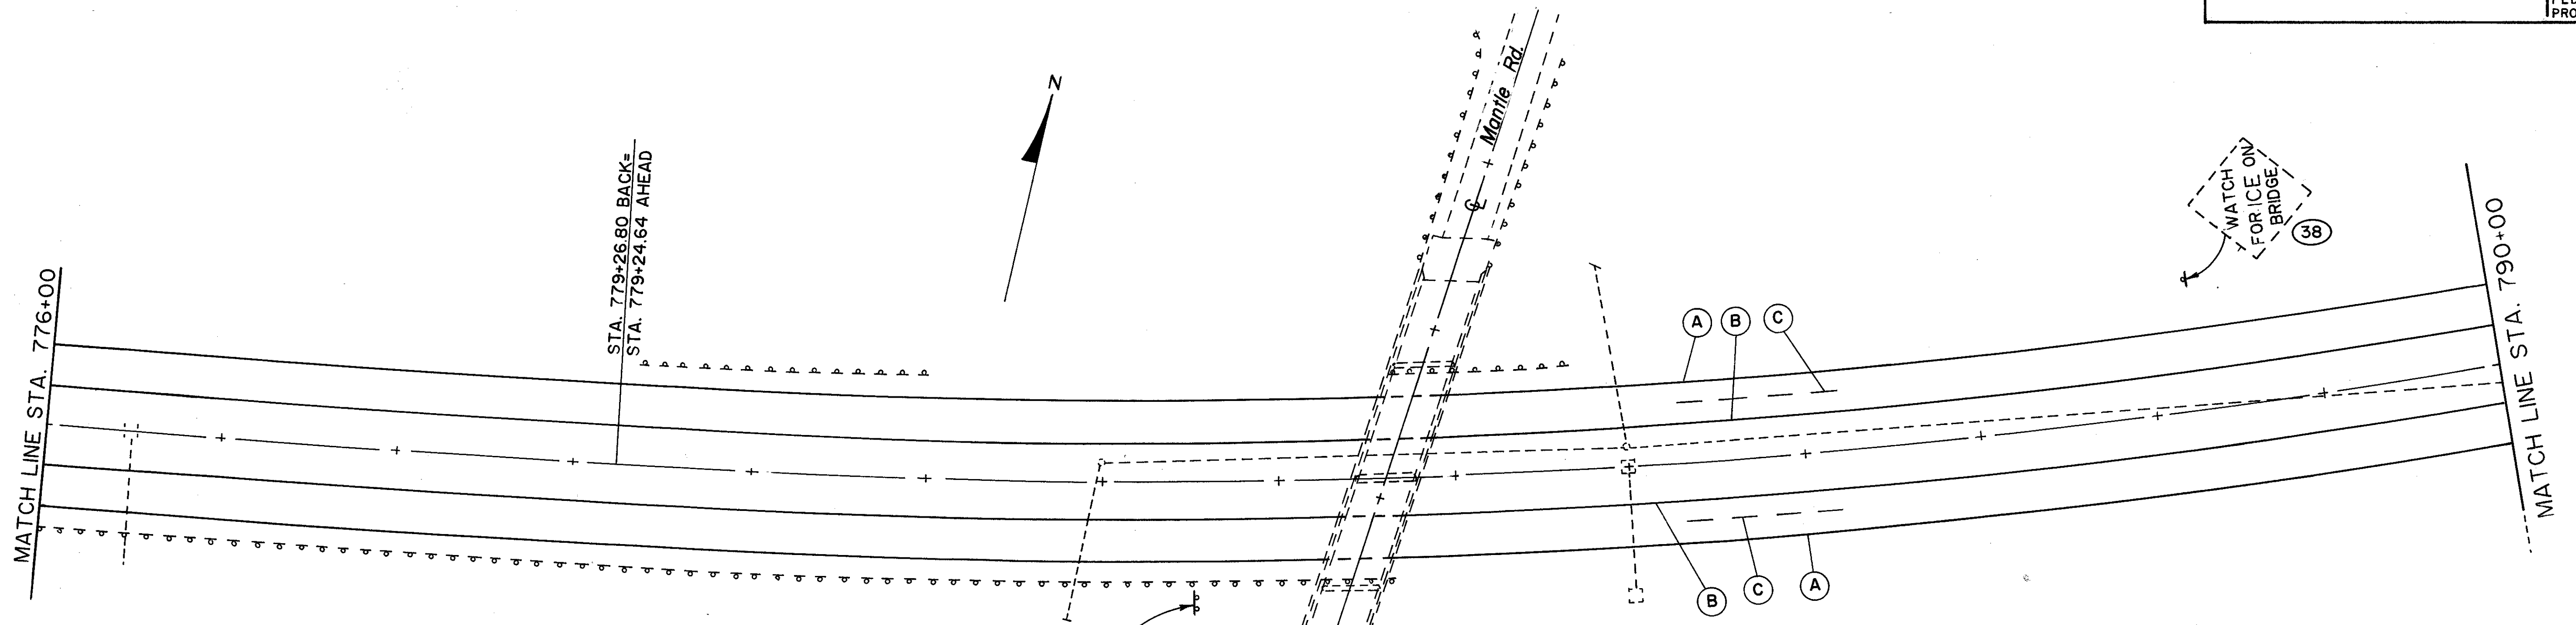 PRO
N
Mantle Rd.
℄
STA. 779+26.80 BACK=
STA. 779+24.64 AHEAD
WATCH
FOR ICE ON
BRIDGE
38
MATCH LINE STA. 776+00
MATCH LINE STA. 790+00
A
B
C
B
C
A